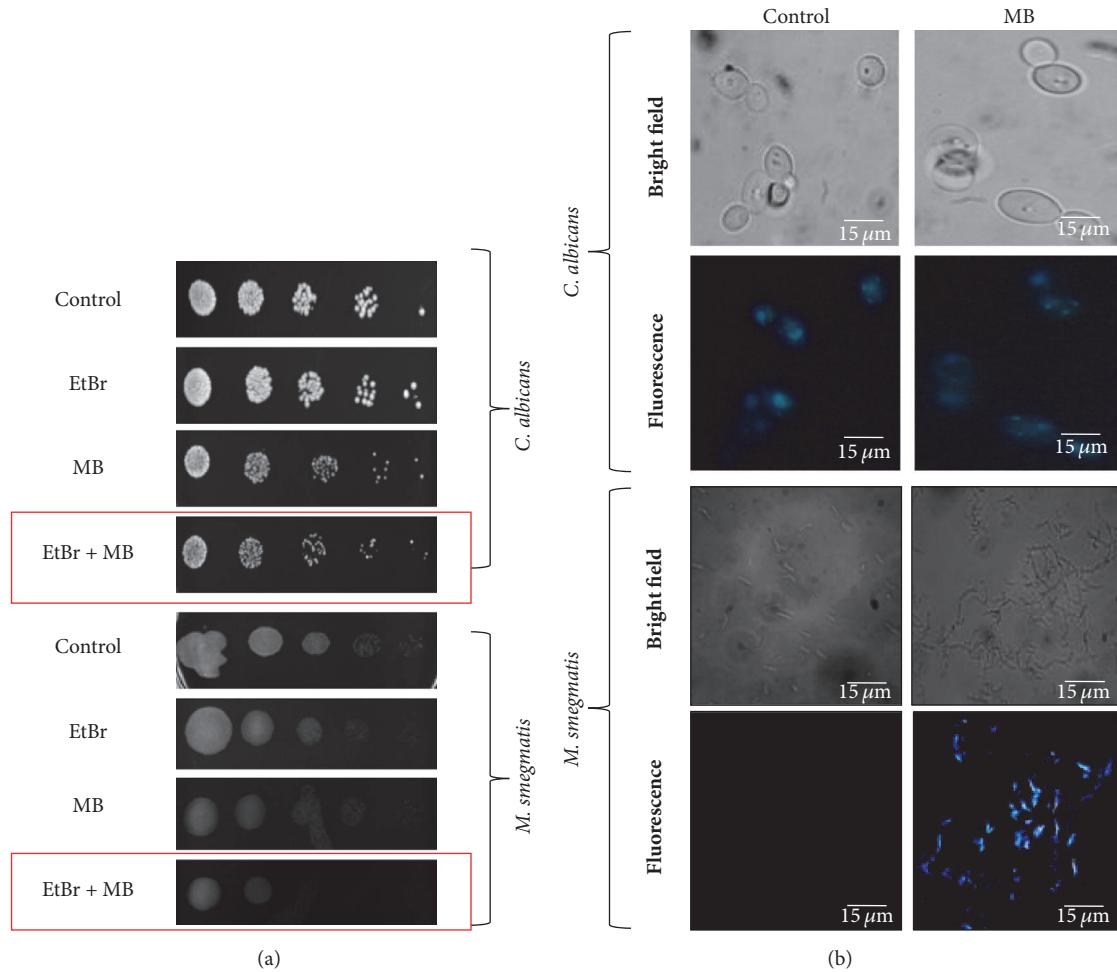 Control
EtBr
MB
EtBr + MB
C. albicans
Control
EtBr
MB
EtBr + MB
M. smegmatis
(a)
Control MB
C. albicans
Bright field
15 μm 15 μm
Fluorescence
15 μm 15 μm
M. smegmatis
Bright field
15 μm 15 μm
Fluorescence
15 μm 15 μm
(b)